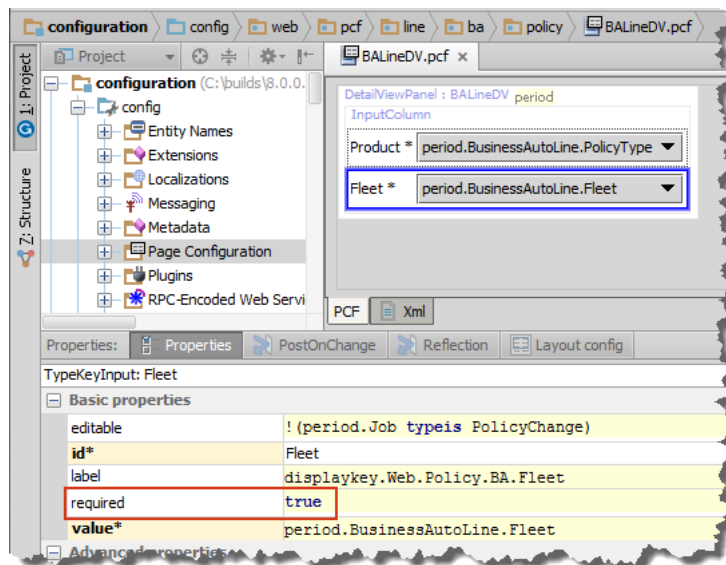 configuration config web pcf line ba policy BALineDV.pcf
1: Project
Project
BALineDV.pcf ×
configuration (C:\builds\8.0.0.
config
Entity Names
Extensions
Localizations
Messaging
Metadata
Page Configuration
Plugins
RPC-Encoded Web Servi
7: Structure
DetailViewPanel : BALineDV period
InputColumn
Product * period.BusinessAutoLine.PolicyType
Fleet * period.BusinessAutoLine.Fleet
PCF Xml
Properties: Properties PostOnChange Reflection Layout config
TypeKeyInput: Fleet
Basic properties
editable !(period.Job typeis PolicyChange)
id* Fleet
label displaykey.Web.Policy.BA.Fleet
required true
value* period.BusinessAutoLine.Fleet
Advanced properties